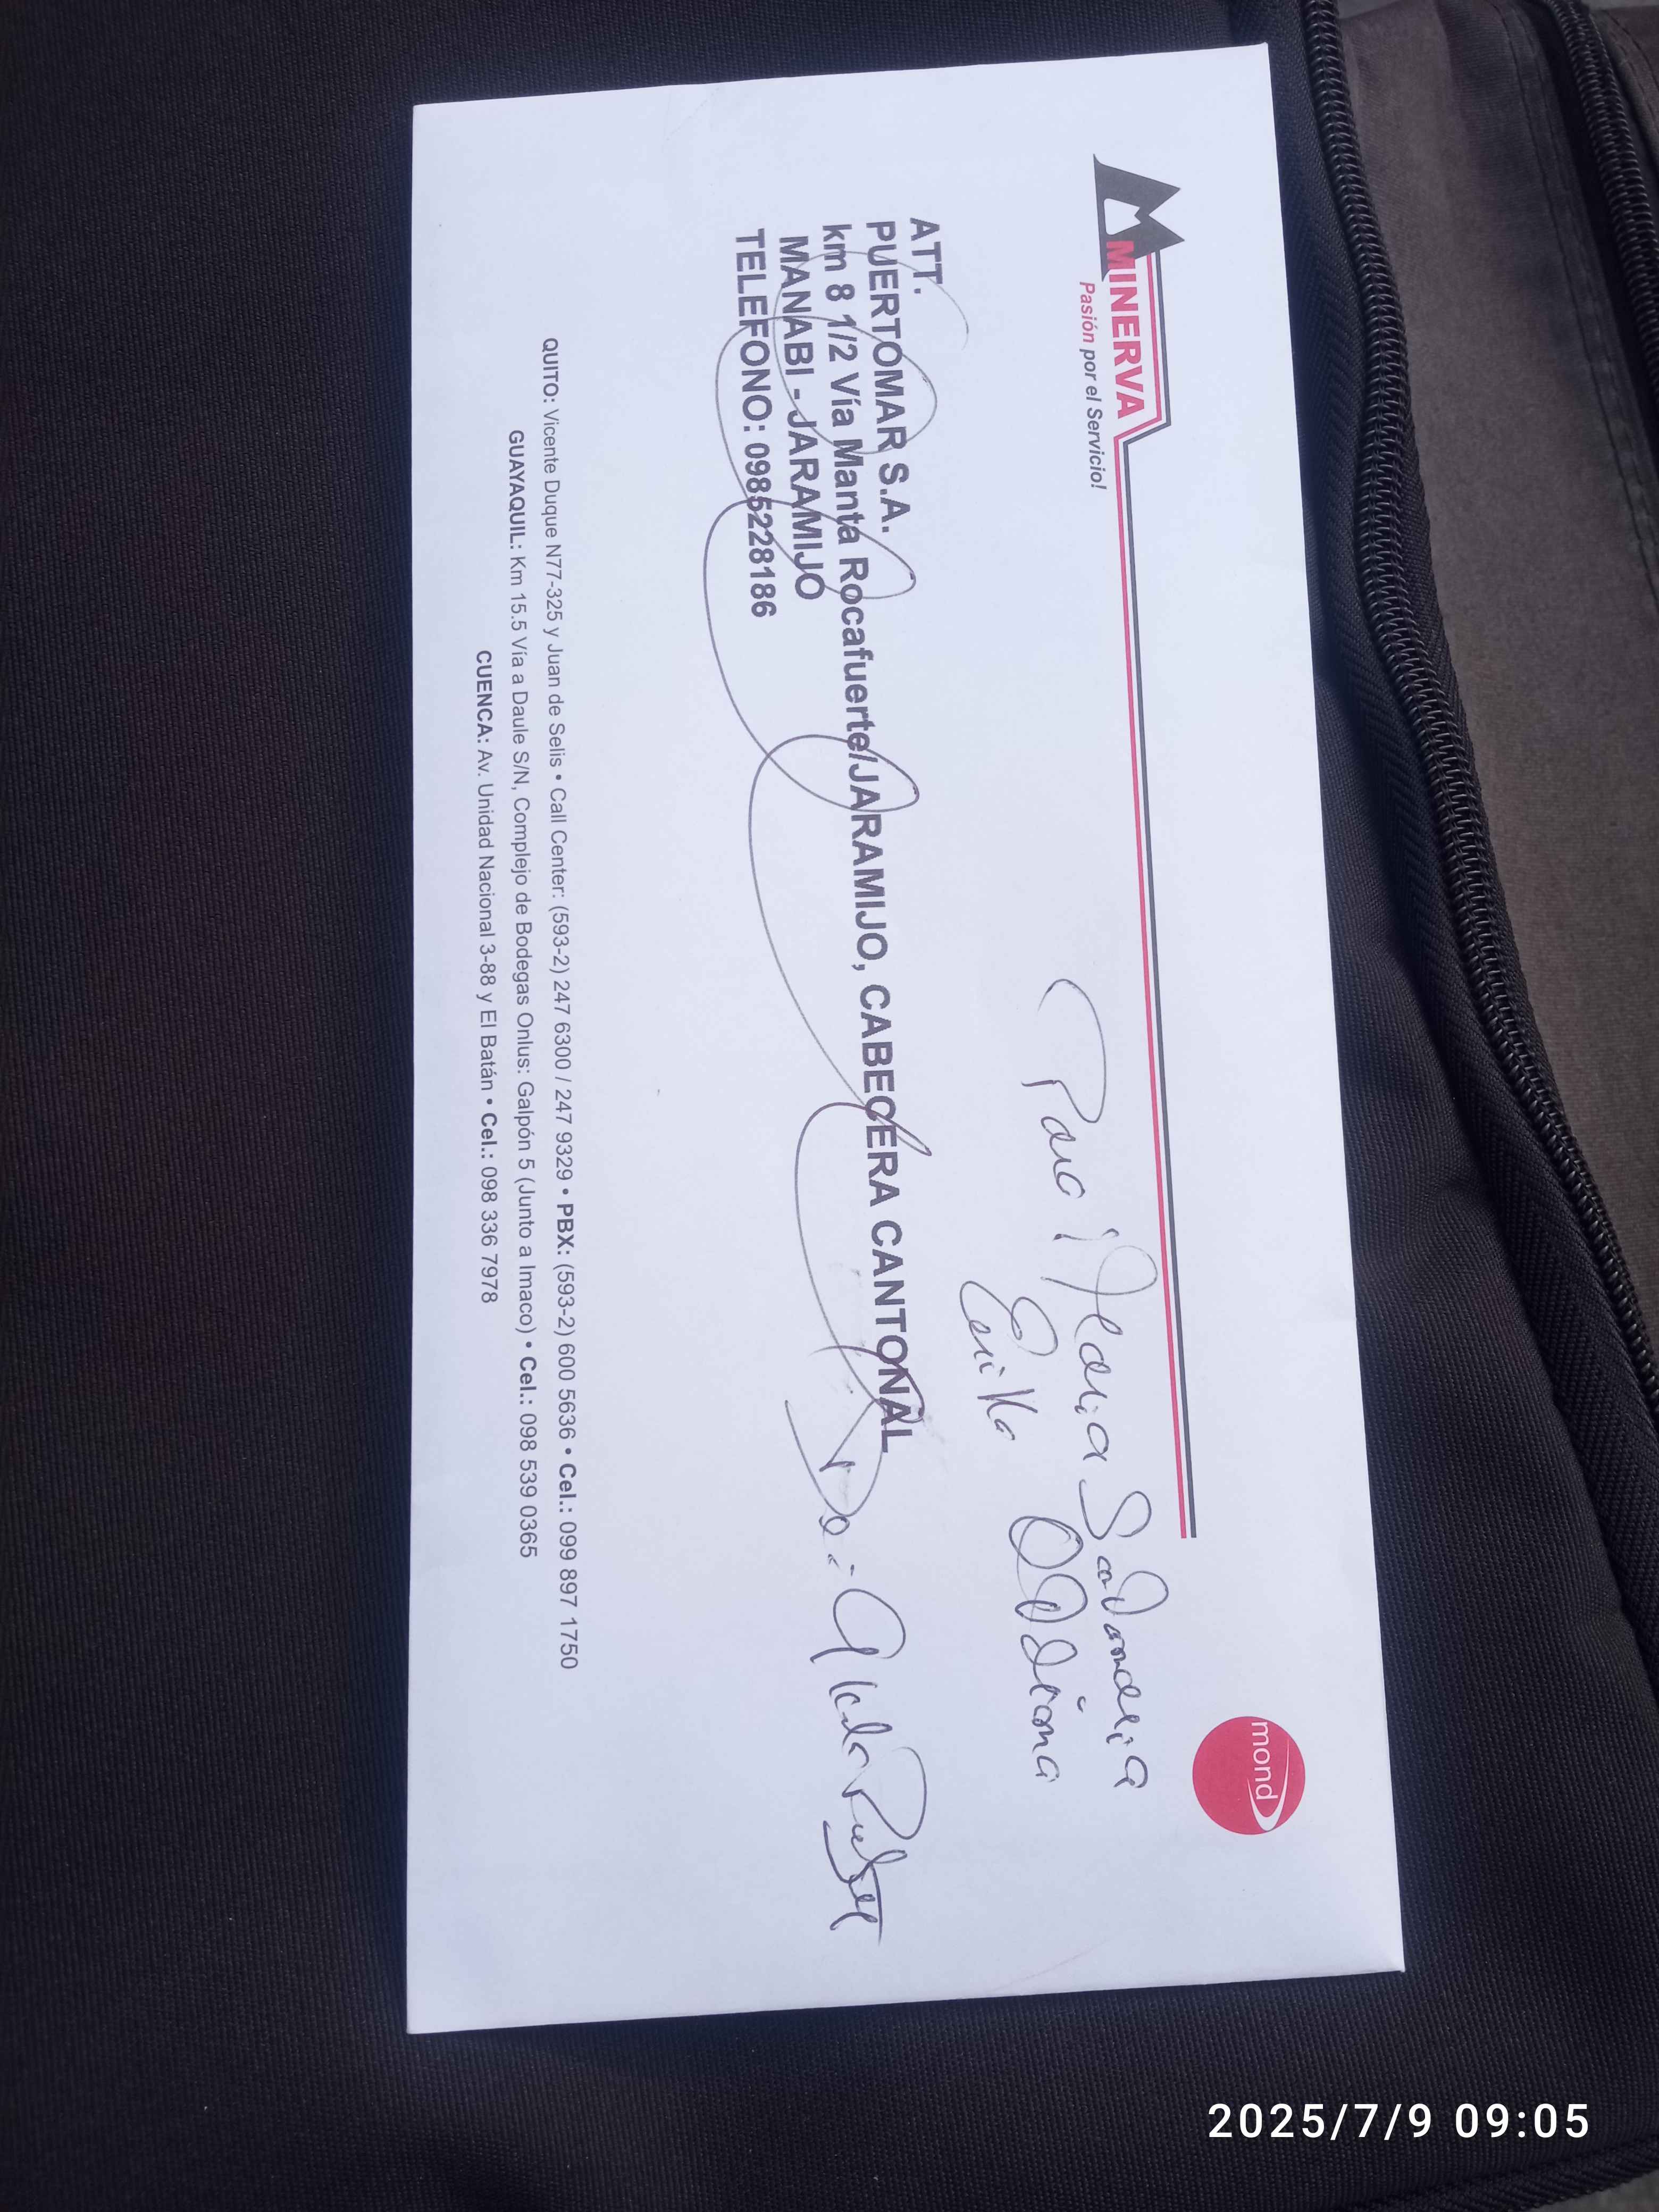 MINERVA
Pasión por el Servicio!
mond
Para Maria
Erika
ATT.
PUERTOMAR S.A.
km 8 1/2 Vía Manta Rocafuerte/JARAMIJO, CABECERA CANTONAL
MANABI - JARAMIJO
TELEFONO: 0985228186
De:
QUITO: Vicente Duque N77-325 y Juan de Selis • Call Center: (593-2) 247 6300 / 247 9329 • PBX: (593-2) 600 5636 • Cel.: 099 897 1750
GUAYAQUIL: Km 15.5 Vía a Daule S/N, Complejo de Bodegas Onlus: Galpón 5 (Junto a Imaco) • Cel.: 098 539 0365
CUENCA: Av. Unidad Nacional 3-88 y El Batán • Cel.: 098 336 7978
2025/7/9 09:05